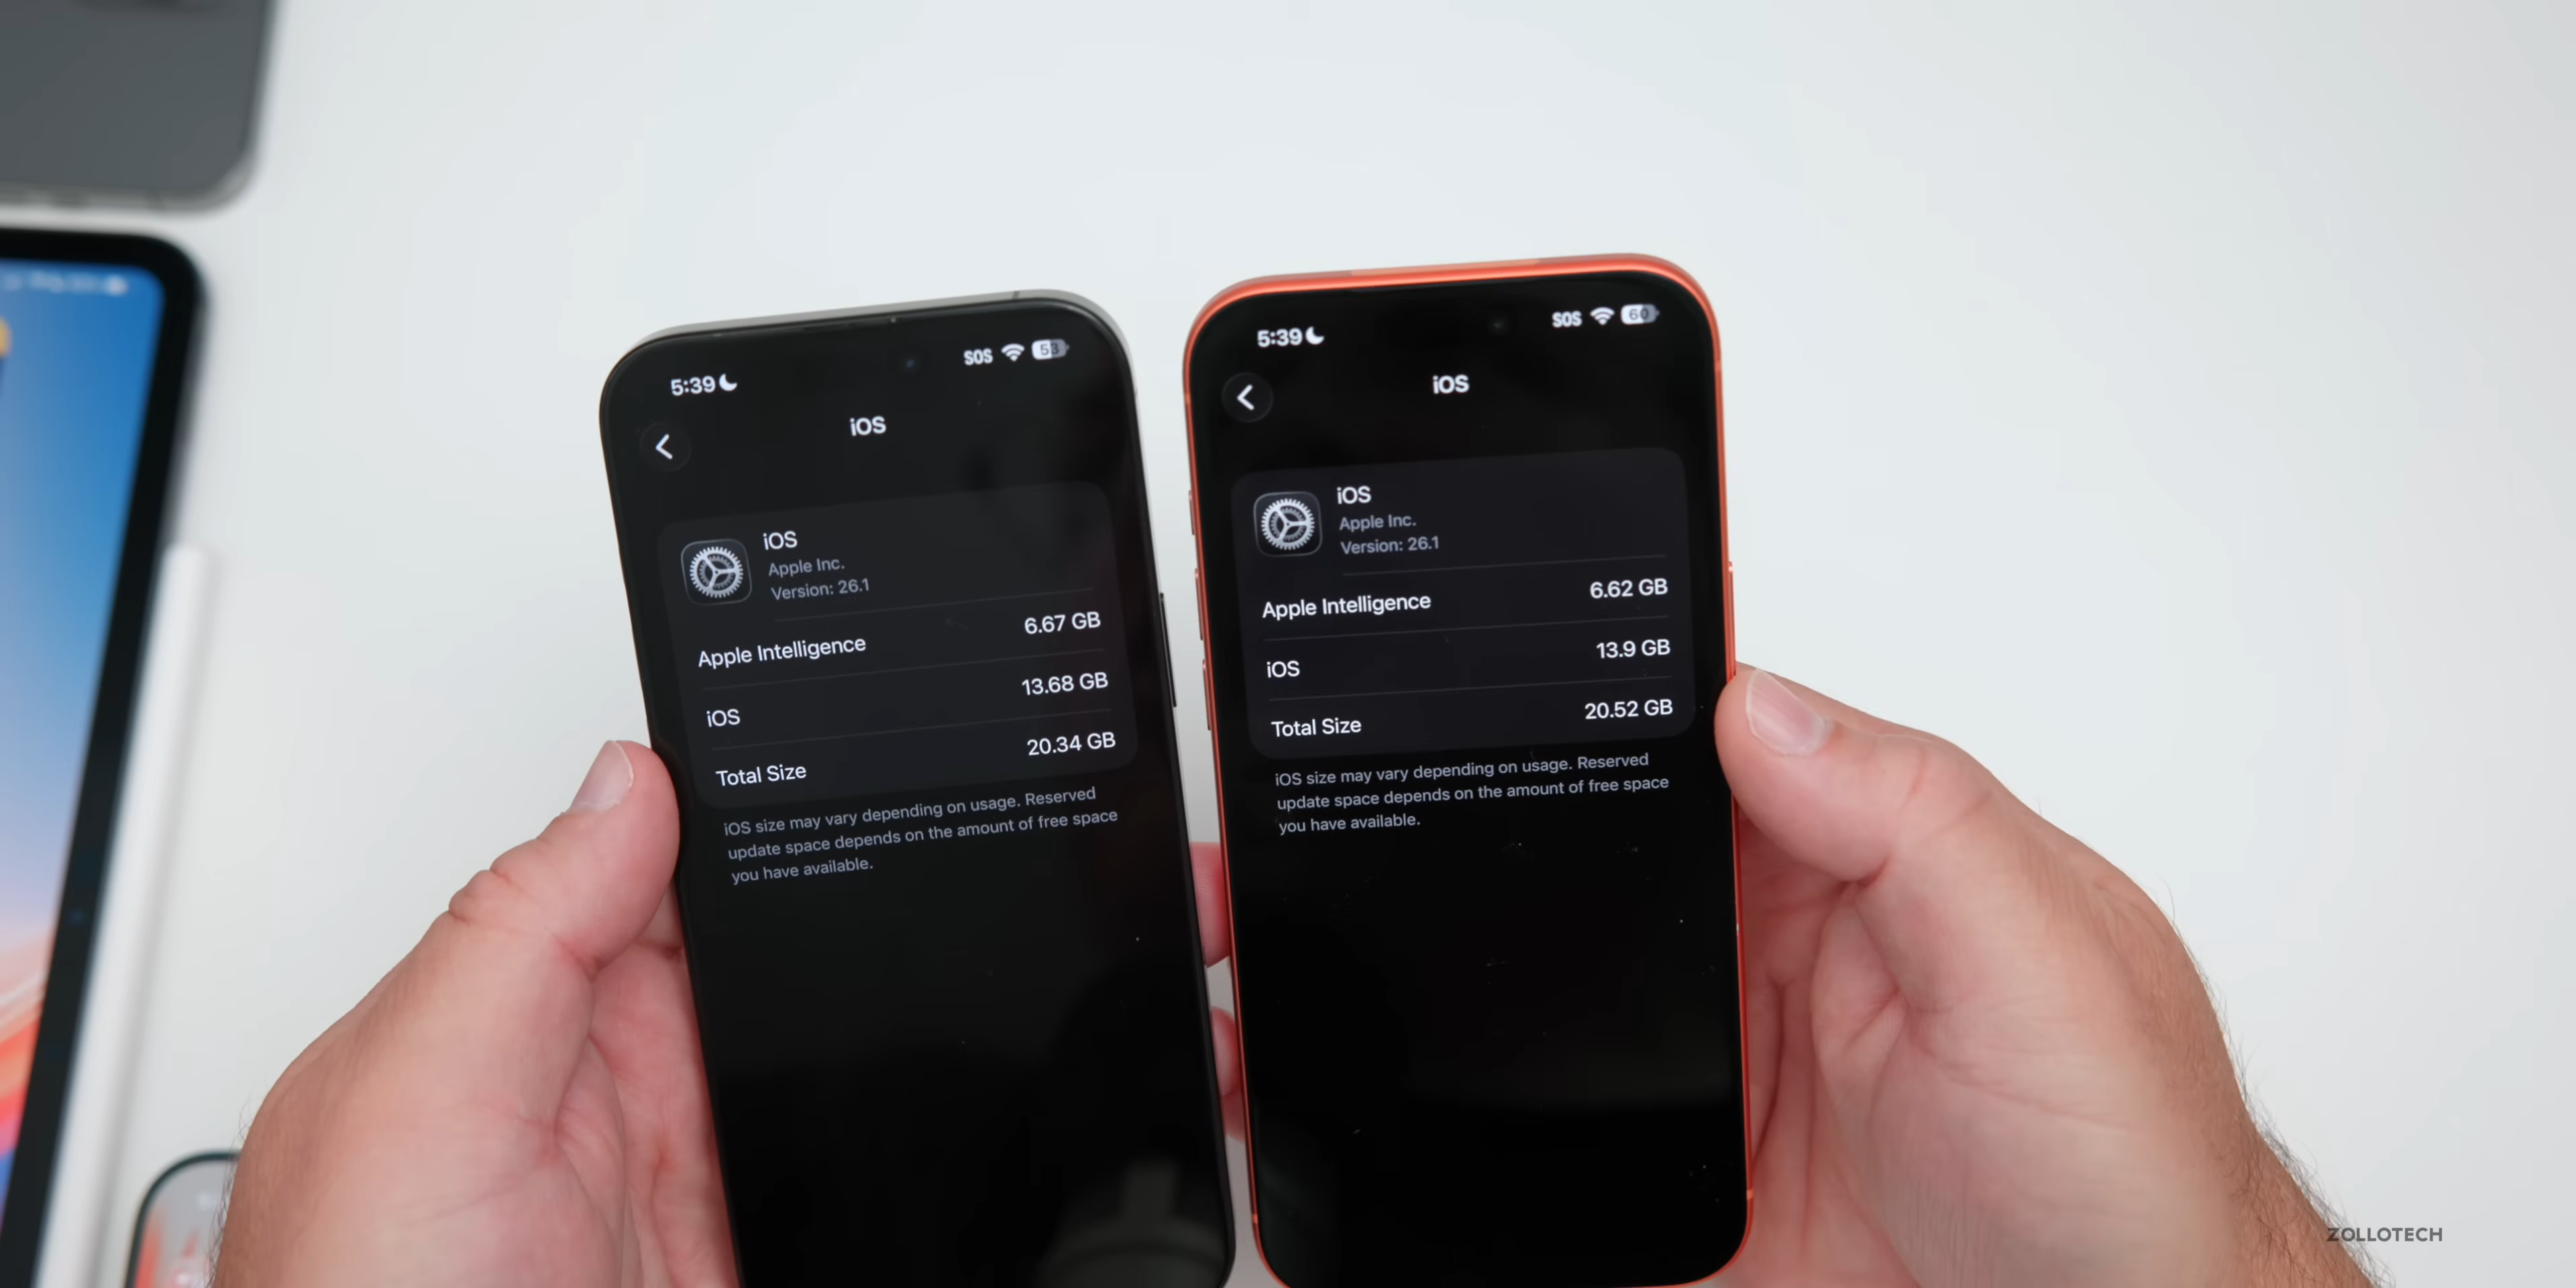 5:39
SOS 53
iOS
iOS
Apple Inc.
Version: 26.1
Apple Intelligence 6.67 GB
iOS 13.68 GB
Total Size 20.34 GB
iOS size may vary depending on usage. Reserved
update space depends on the amount of free space
you have available.
5:39
SOS 60
iOS
iOS
Apple Inc.
Version: 26.1
Apple Intelligence 6.62 GB
iOS 13.9 GB
Total Size 20.52 GB
iOS size may vary depending on usage. Reserved
update space depends on the amount of free space
you have available.
ZOLLOTECH